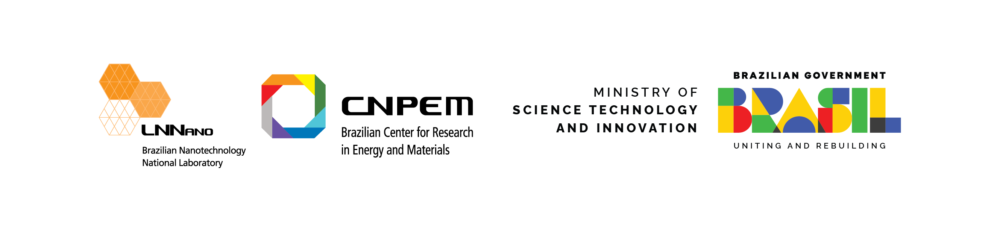 LNNANO
Brazilian Nanotechnology
National Laboratory
CNPEM
Brazilian Center for Research
in Energy and Materials
MINISTRY OF
SCIENCE TECHNOLOGY
AND INNOVATION
BRAZILIAN GOVERNMENT
BRASIL
UNITING AND REBUILDING